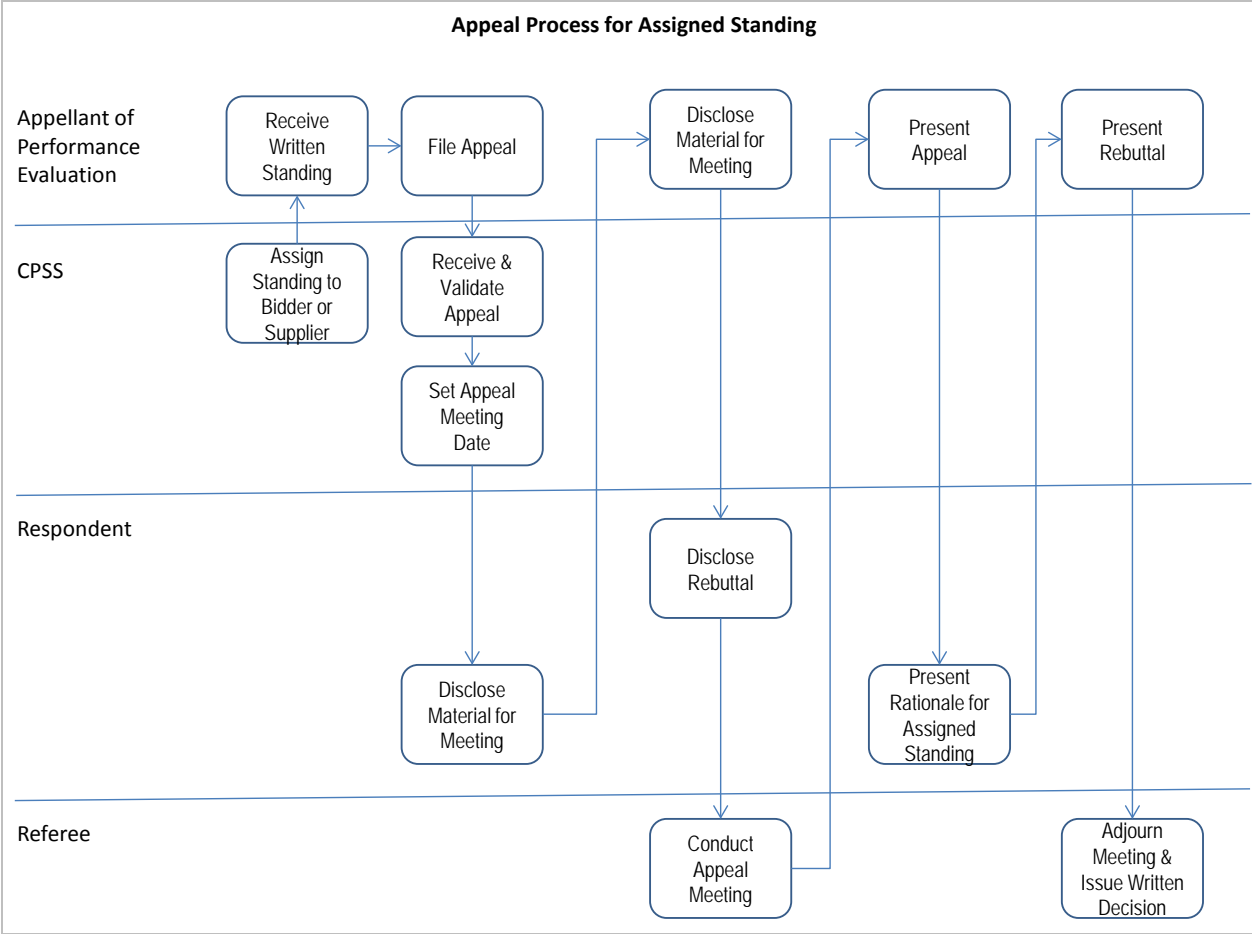 Appeal Process for Assigned Standing
Appellant of
Performance
Evaluation
Receive
Written
Standing
File Appeal
Disclose
Material for
Meeting
Present
Appeal
Present
Rebuttal
CPSS
Assign
Standing to
Bidder or
Supplier
Receive &
Validate
Appeal
Set Appeal
Meeting
Date
Respondent
Disclose
Rebuttal
Disclose
Material for
Meeting
Present
Rationale for
Assigned
Standing
Referee
Conduct
Appeal
Meeting
Adjourn
Meeting &
Issue Written
Decision